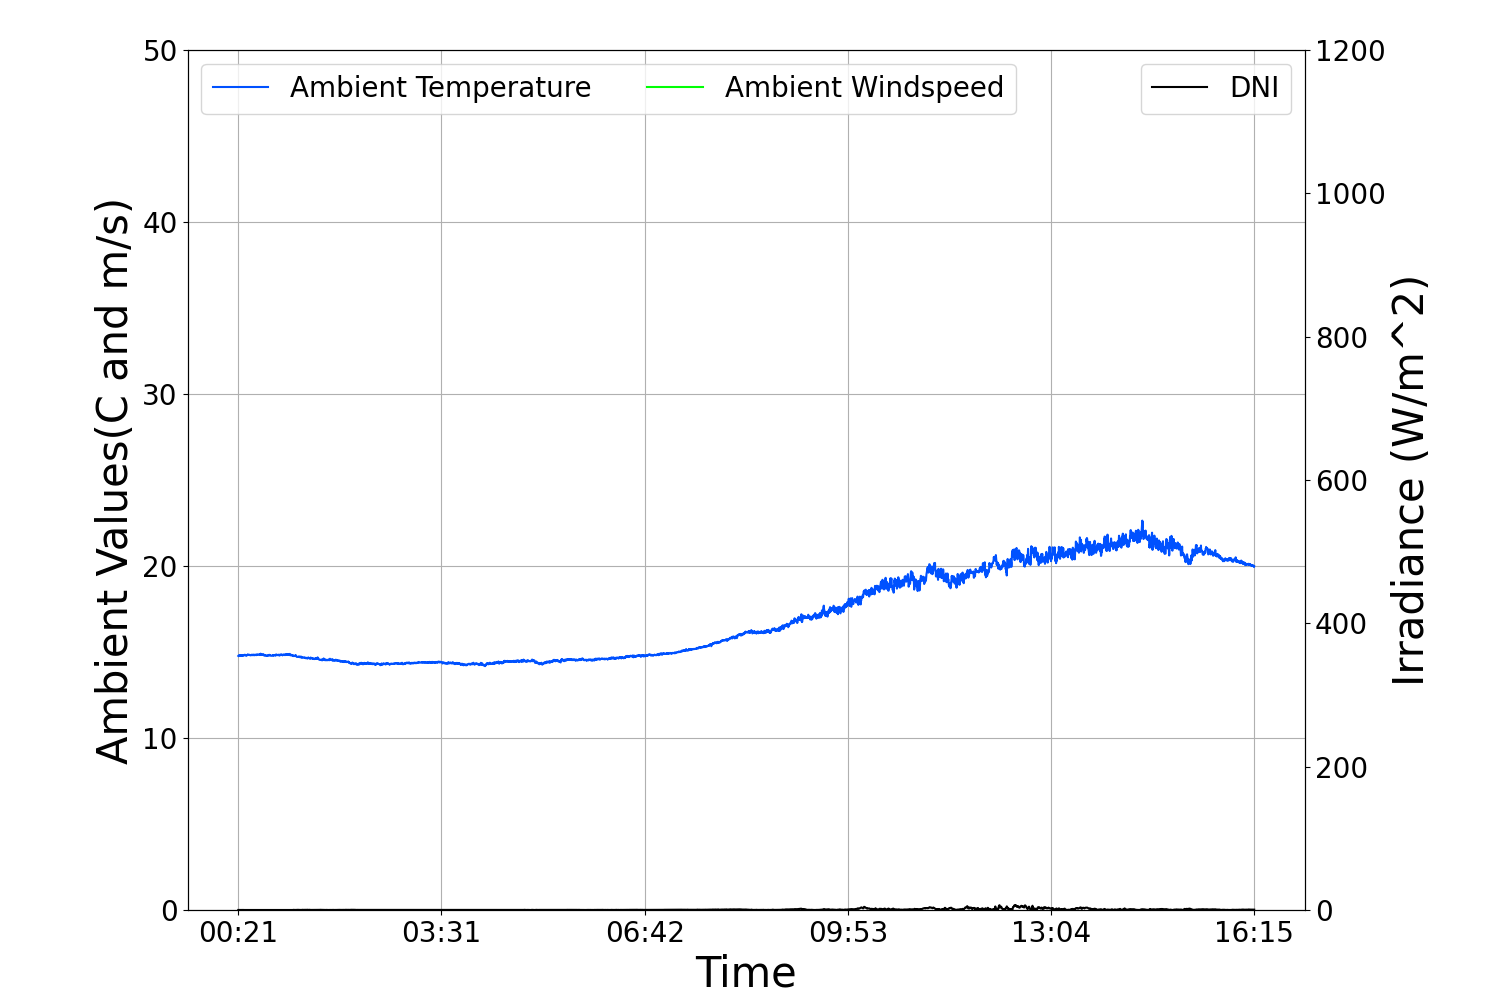 Ambient Temperature Ambient Windspeed DNI
50
40
30
20
10
0
1200
1000
800
600
400
200
0
Ambient Values(C and m/s)
Irradiance (W/m^2)
00:21 03:31 06:42 09:53 13:04 16:15
Time